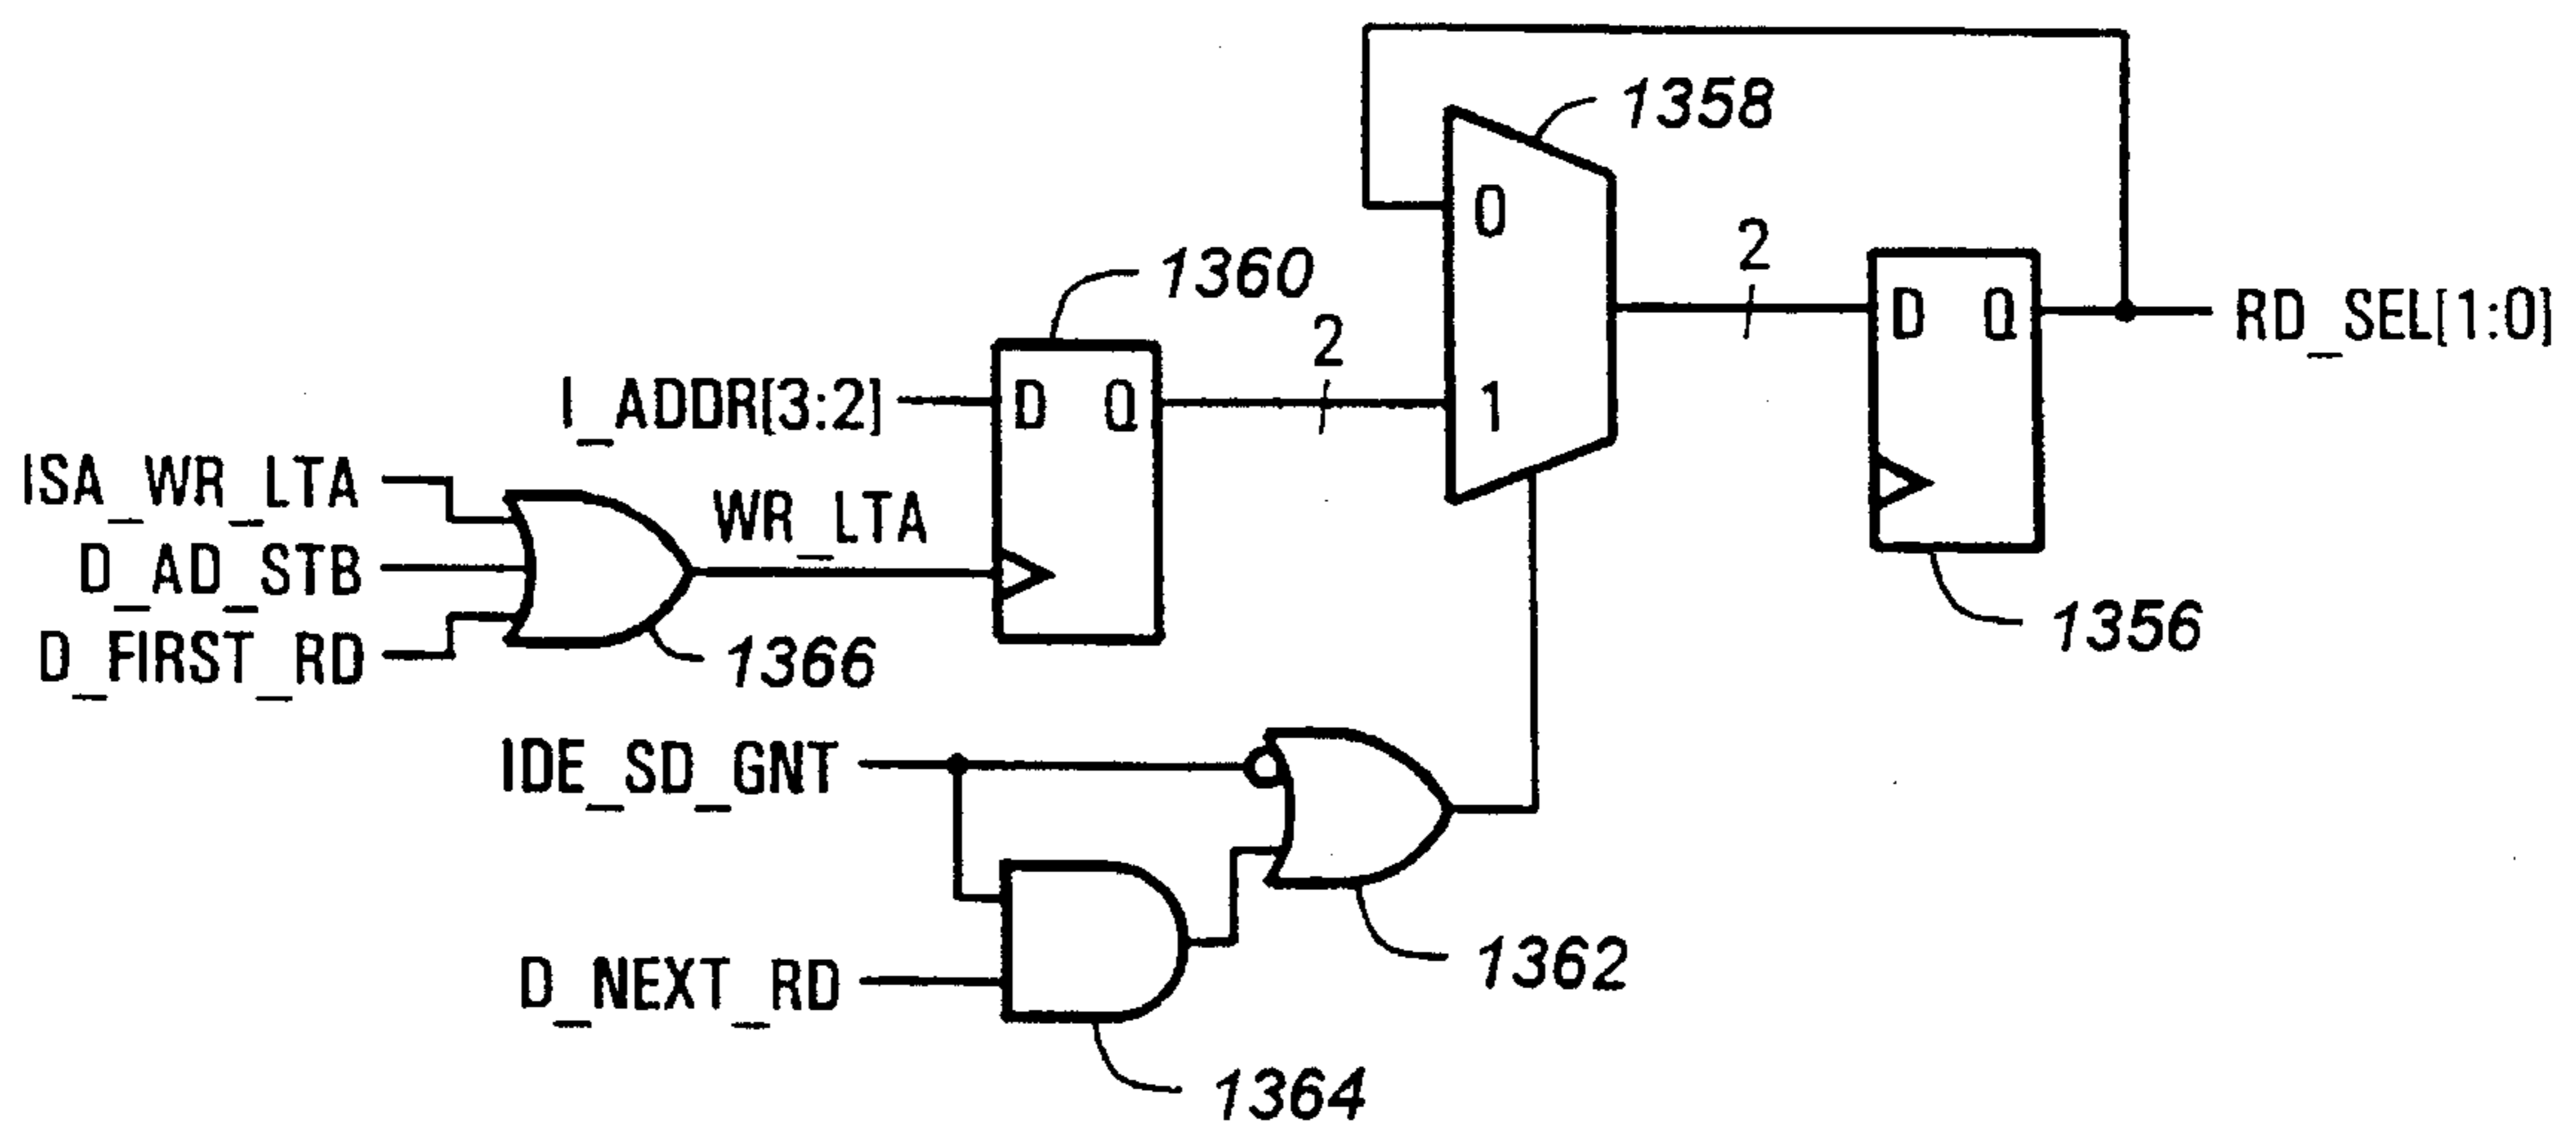 1358
0
2
1360
D Q
RD_SEL[1:0]
2
I_ADDR[3:2]
D Q
1
ISA_WR_LTA
WR_LTA
D_AD_STB
D_FIRST_RD
1366
1356
IDE_SD_GNT
1362
D_NEXT_RD
1364